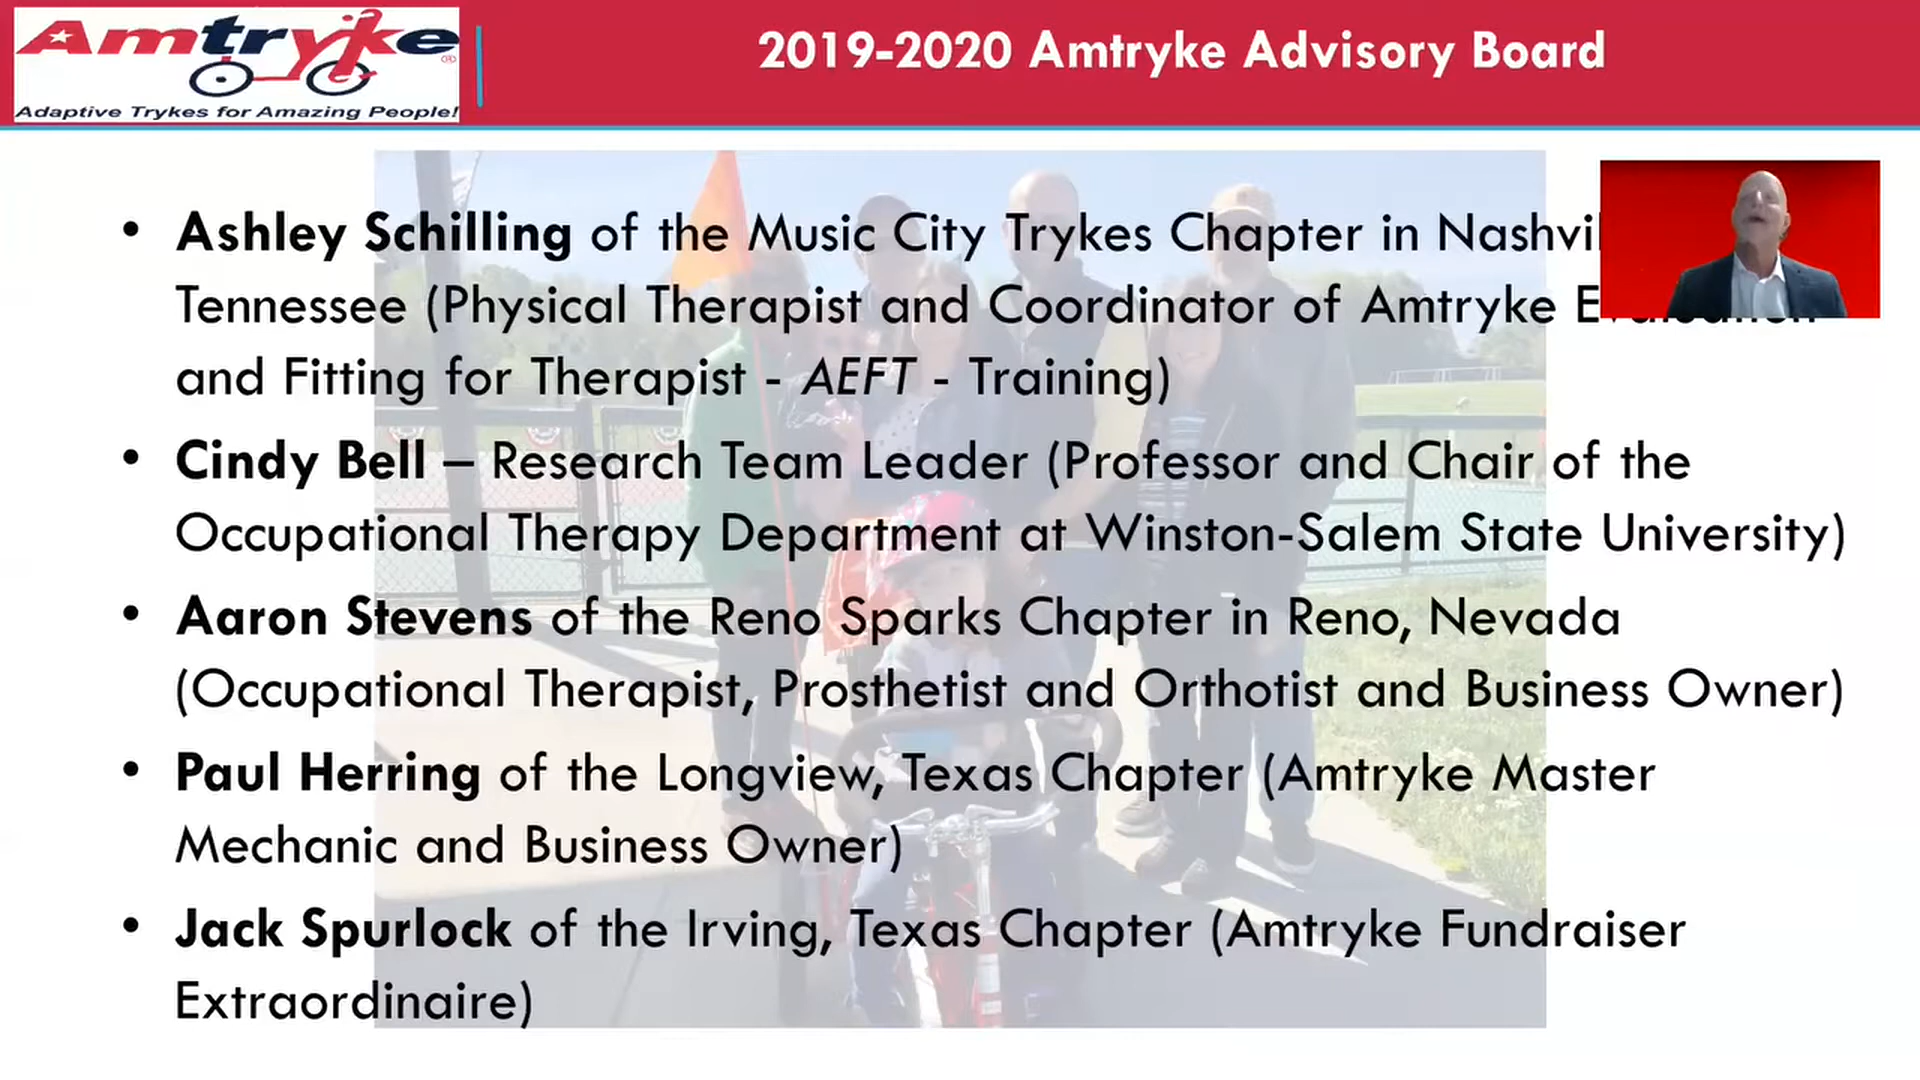 Amtryke®
Adaptive Trykes for Amazing People!
2019-2020 Amtryke Advisory Board
• Ashley Schilling of the Music City Trykes Chapter in
Tennessee (Physical Therapist and Coordinator of Amtryke
and Fitting for Therapist - AEFT - Training)
• Cindy Bell – Research Team Leader (Professor and Chair of the
Occupational Therapy Department at Winston-Salem State University)
• Aaron Stevens of the Reno Sparks Chapter in Reno, Nevada
(Occupational Therapist, Prosthetist and Orthotist and Business Owner)
• Paul Herring of the Longview, Texas Chapter (Amtryke Master
Mechanic and Business Owner)
• Jack Spurlock of the Irving, Texas Chapter (Amtryke Fundraiser
Extraordinaire)